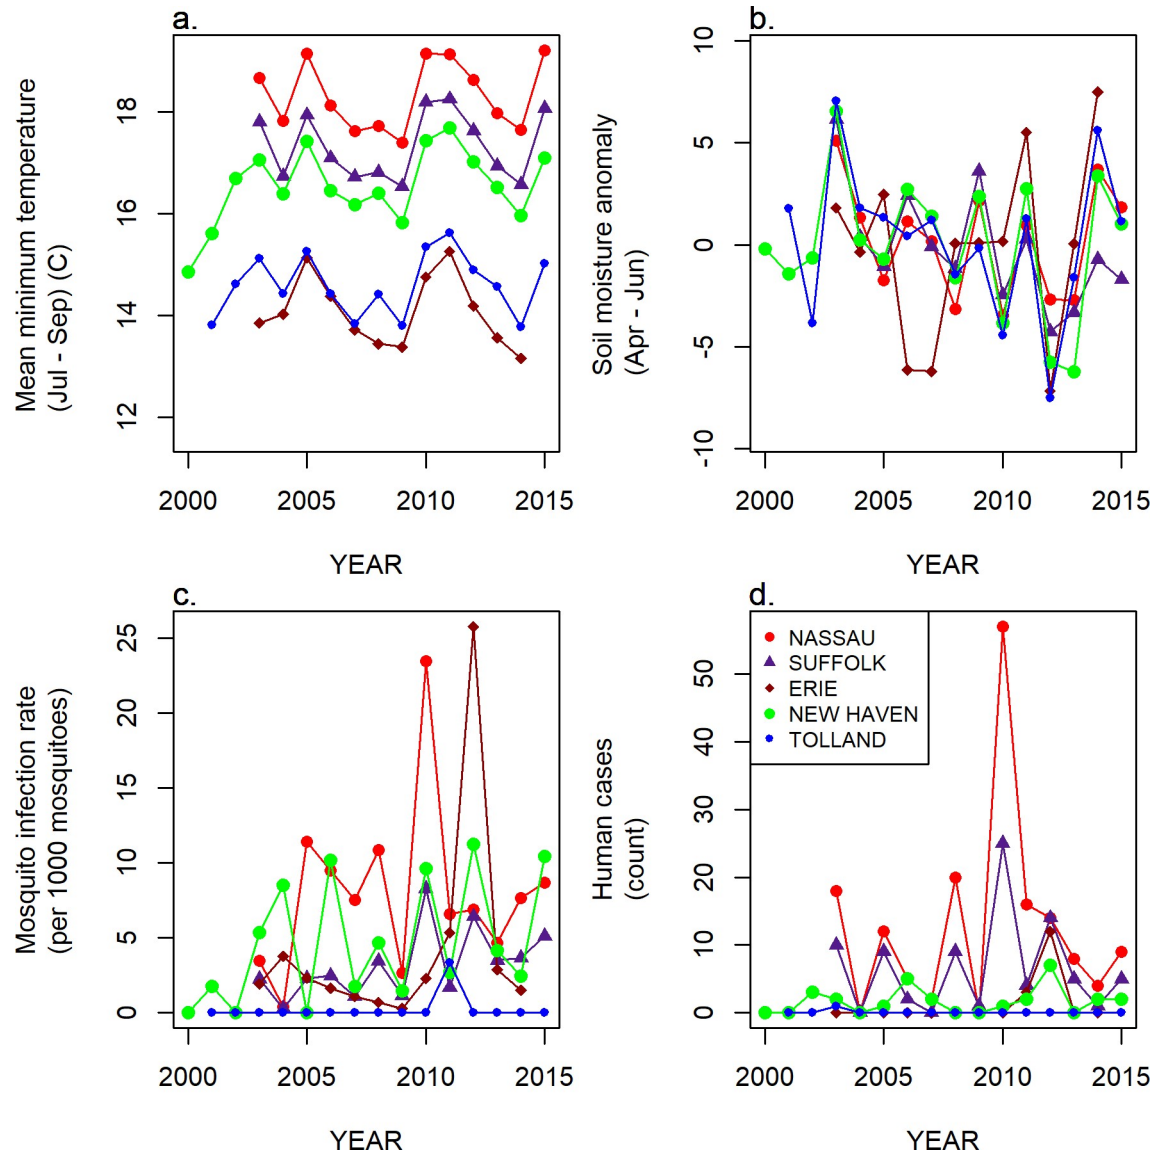 a.
Mean minimum temperature
(Jul - Sep) (C)
18
16
14
12
2000 2005 2010 2015
YEAR
b.
Soil moisture anomaly
(Apr - Jun)
10
5
0
-5
-10
2000 2005 2010 2015
YEAR
c.
Mosquito infection rate
(per 1000 mosquitoes)
25
20
15
10
5
0
2000 2005 2010 2015
YEAR
d.
Human cases
(count)
50
40
30
20
10
0
NASSAU
SUFFOLK
ERIE
NEW HAVEN
TOLLAND
2000 2005 2010 2015
YEAR